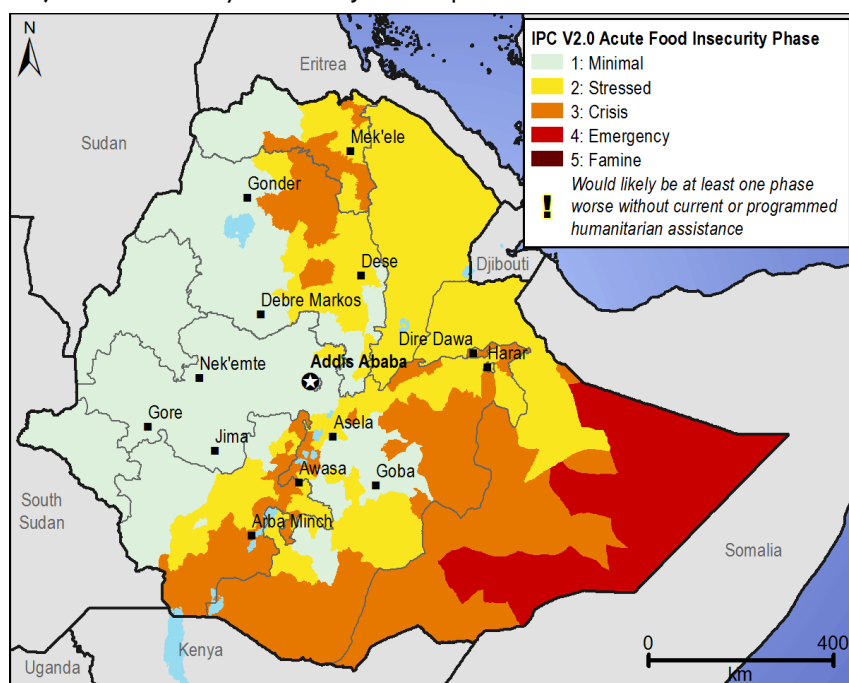 N
IPC V2.0 Acute Food Insecurity Phase
1: Minimal
2: Stressed
3: Crisis
4: Emergency
5: Famine
!
Would likely be at least one phase
worse without current or programmed
humanitarian assistance
Eritrea
Sudan
Mek'ele
Gonder
Djibouti
Dese
Debre Markos
Dire Dawa
Harar
Nek'emte
Addis Ababa
Gore
Asela
Jima
Awasa
Goba
South
Sudan
Arba Minch
Somalia
Kenya
Uganda
0
400
km